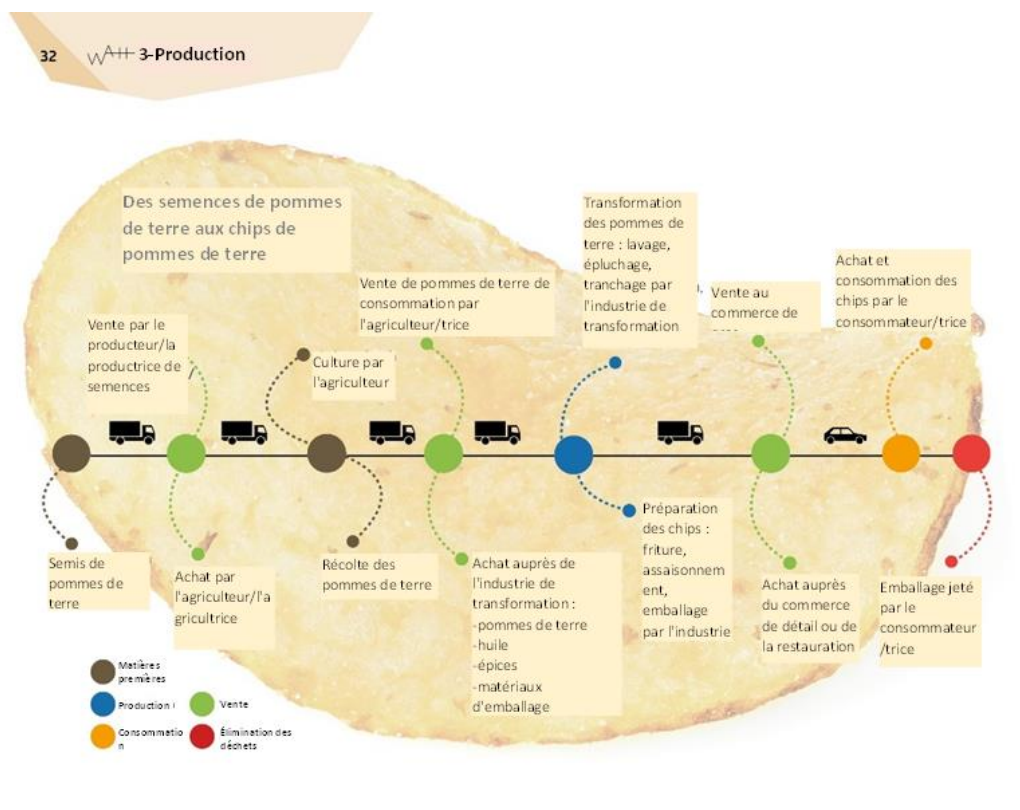 32
3-Production
Des semences de pommes
de terre aux chips de
pommes de terre
Vente par le
producteur/la
productrice de
semences
Culture par
l'agriculteur
Vente de pommes de terre de
consommation par
l'agriculteur/trice
Transformation
des pommes de
terre : lavage,
épluchage,
tranchage par
l'industrie de
transformation
Vente au
commerce de
Achat et
consommation des
chips par le
consommateur/trice
Semis de
pommes de
terre
Achat par
l'agriculteur/l'a
gricultrice
Récolte des
pommes de terre
Achat auprès de
l'industrie de
transformation :
-pommes de terre
-huile
-épices
-matériaux
d'emballage
Préparation
des chips :
friture,
assaisonnem
ent,
emballage
par l'industrie
Achat auprès
du commerce
de détail ou de
la restauration
Emballage jeté
par le
consommateur
/trice
Matières
premières
Production
Vente
Consommatio
n
Élimination des
déchets